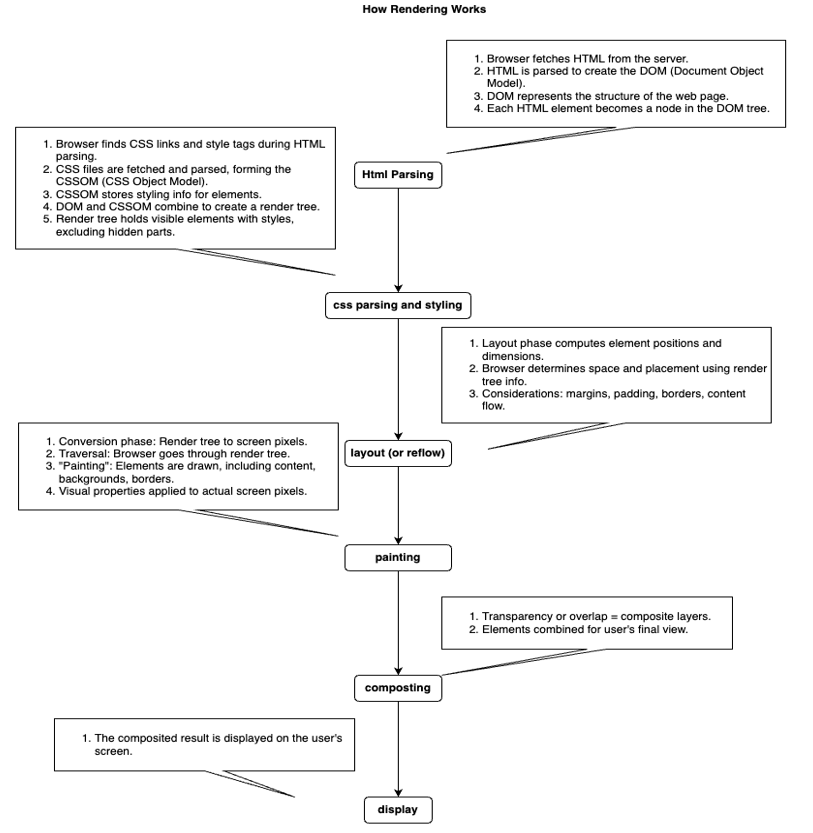 How Rendering Works
1. Browser fetches HTML from the server.
2. HTML is parsed to create the DOM (Document Object
Model).
3. DOM represents the structure of the web page.
4. Each HTML element becomes a node in the DOM tree.
1. Browser finds CSS links and style tags during HTML
parsing.
2. CSS files are fetched and parsed, forming the
CSSOM (CSS Object Model).
3. CSSOM stores styling info for elements.
4. DOM and CSSOM combine to create a render tree.
5. Render tree holds visible elements with styles,
excluding hidden parts.
Html Parsing
css parsing and styling
1. Layout phase computes element positions and
dimensions.
2. Browser determines space and placement using render
tree info.
3. Considerations: margins, padding, borders, content
flow.
1. Conversion phase: Render tree to screen pixels.
2. Traversal: Browser goes through render tree.
3. "Painting": Elements are drawn, including content,
backgrounds, borders.
4. Visual properties applied to actual screen pixels.
layout (or reflow)
painting
1. Transparency or overlap = composite layers.
2. Elements combined for user's final view.
composting
1. The composited result is displayed on the user's
screen.
display